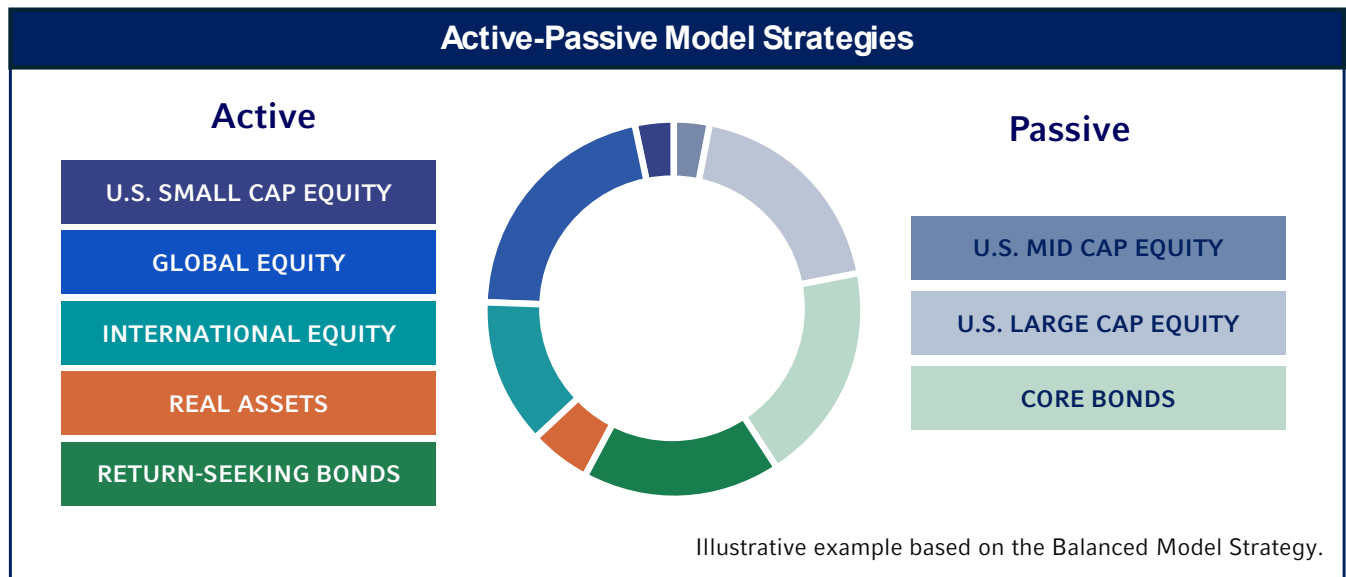 Active-Passive Model Strategies
Active
U.S. SMALL CAP EQUITY
GLOBAL EQUITY
INTERNATIONAL EQUITY
REAL ASSETS
RETURN-SEEKING BONDS
Passive
U.S. MID CAP EQUITY
U.S. LARGE CAP EQUITY
CORE BONDS
Illustrative example based on the Balanced Model Strategy.